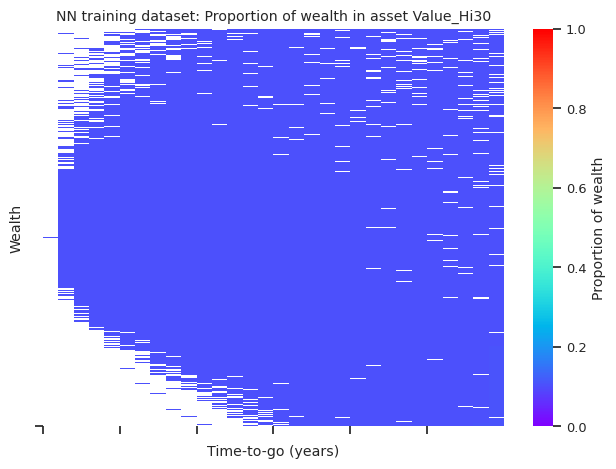 NN training dataset: Proportion of wealth in asset Value_Hi30
1.0
0.8
0.6
0.4
0.2
0.0
Proportion of wealth
Wealth
Time-to-go (years)